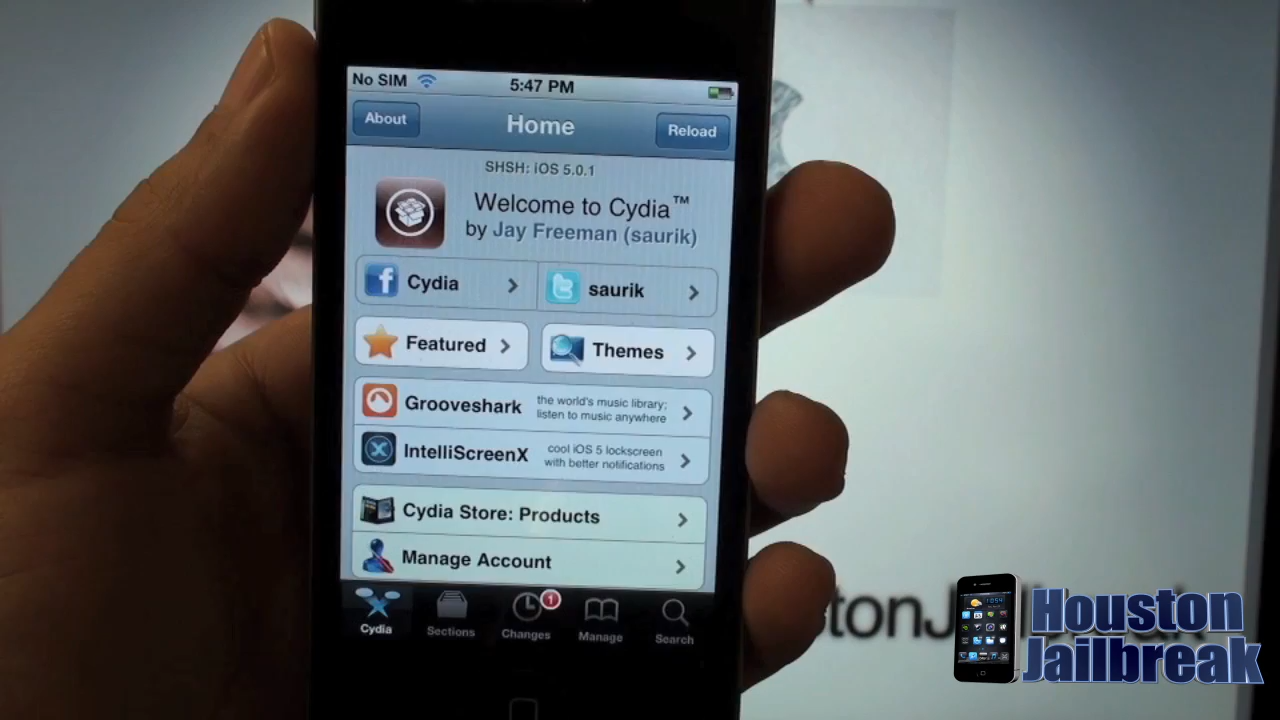 No SIM 5:47 PM
About Home Reload
SHSH: iOS 5.0.1
Welcome to Cydia™
by Jay Freeman (saurik)
Cydia saurik
Featured Themes
Grooveshark the world's music library;
listen to music anywhere
IntelliScreenX cool iOS 5 lockscreen
with better notifications
Cydia Store: Products
Manage Account
1
Cydia Sections Changes Manage Search
Houston
Jailbreak